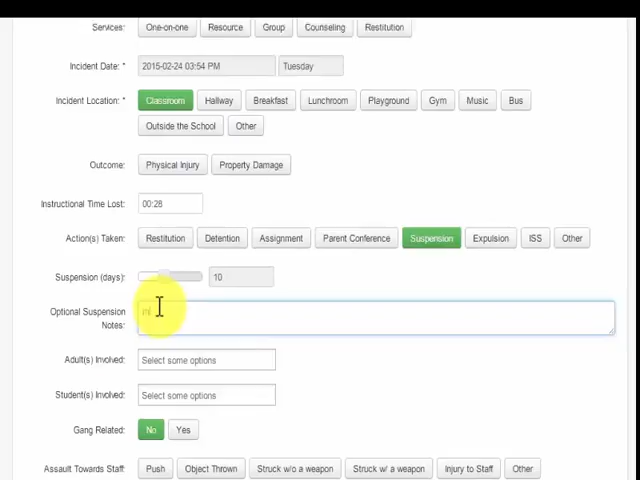 Services: One-on-one Resource Group Counseling Restitution
Incident Date: * 2015-02-24 03:54 PM Tuesday
Incident Location: * Classroom Hallway Breakfast Lunchroom Playground Gym Music Bus
Outside the School Other
Outcome: Physical Injury Property Damage
Instructional Time Lost: 00:28
Action(s) Taken: Restitution Detention Assignment Parent Conference Suspension Expulsion ISS Other
Suspension (days): 10
Optional Suspension
Notes:
Adult(s) Involved: Select some options
Student(s) Involved: Select some options
Gang Related: No Yes
Assault Towards Staff: Push Object Thrown Struck w/o a weapon Struck w/ a weapon Injury to Staff Other